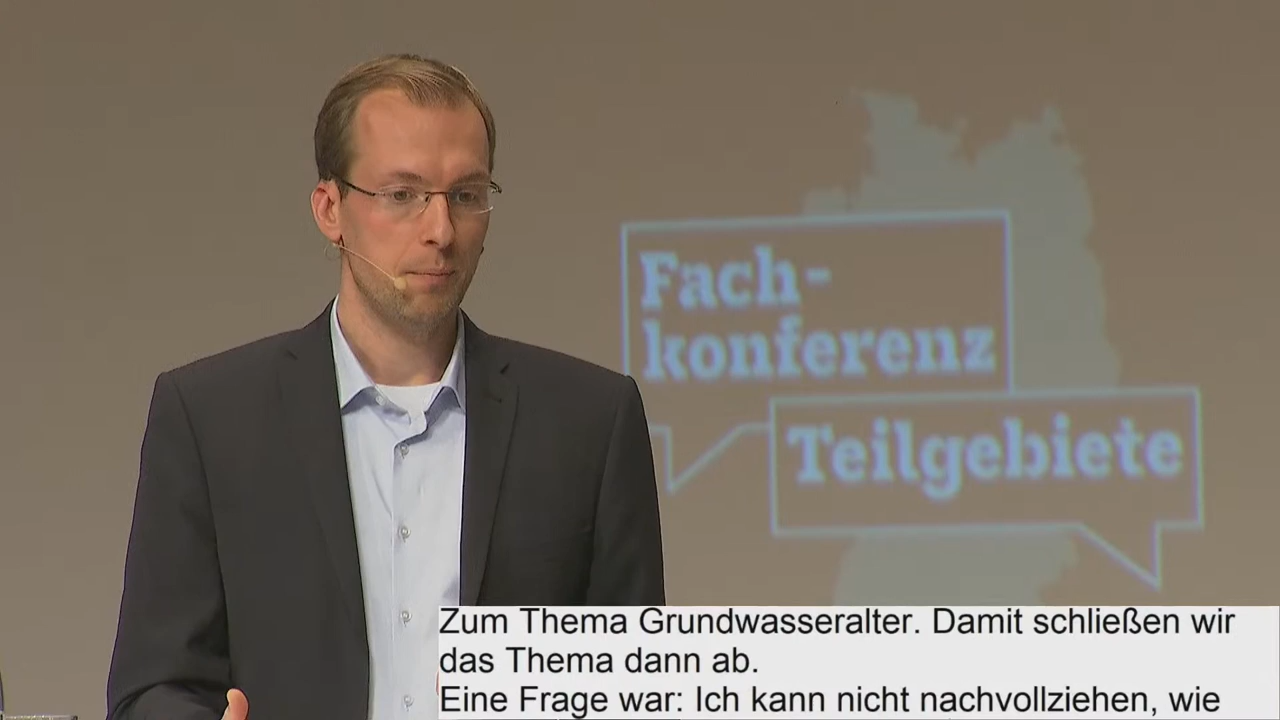 Fach-
konferenz
Teilgebiete
Zum Thema Grundwasseralter. Damit schließen wir
das Thema dann ab.
Eine Frage war: Ich kann nicht nachvollziehen, wie